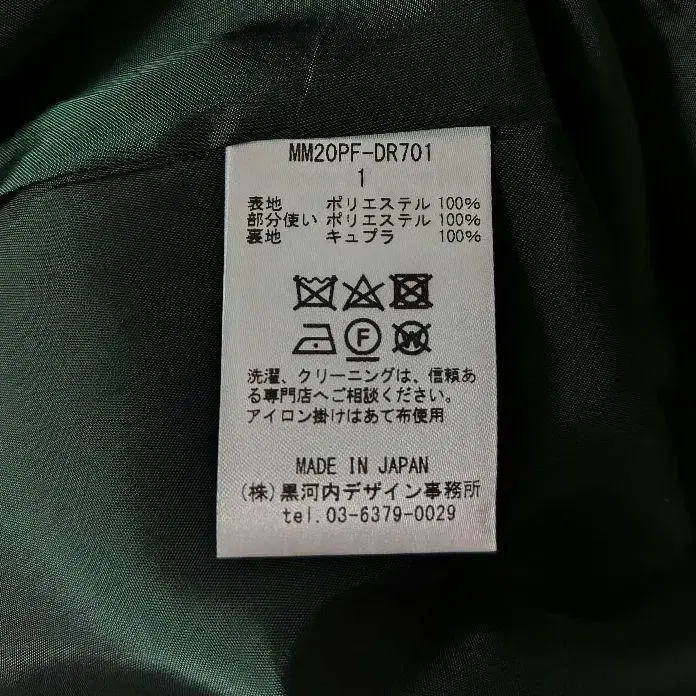 MM20PF-DR701
1
表地 ポリエステル 100%
部分使い ポリエステル 100%
裏地 キュプラ 100%
F W
洗濯、クリーニングは、信頼あ
る専門店へご相談ください。
アイロン掛けはあて布使用
MADE IN JAPAN
(株)黒河内デザイン事務所
tel.03-6379-0029